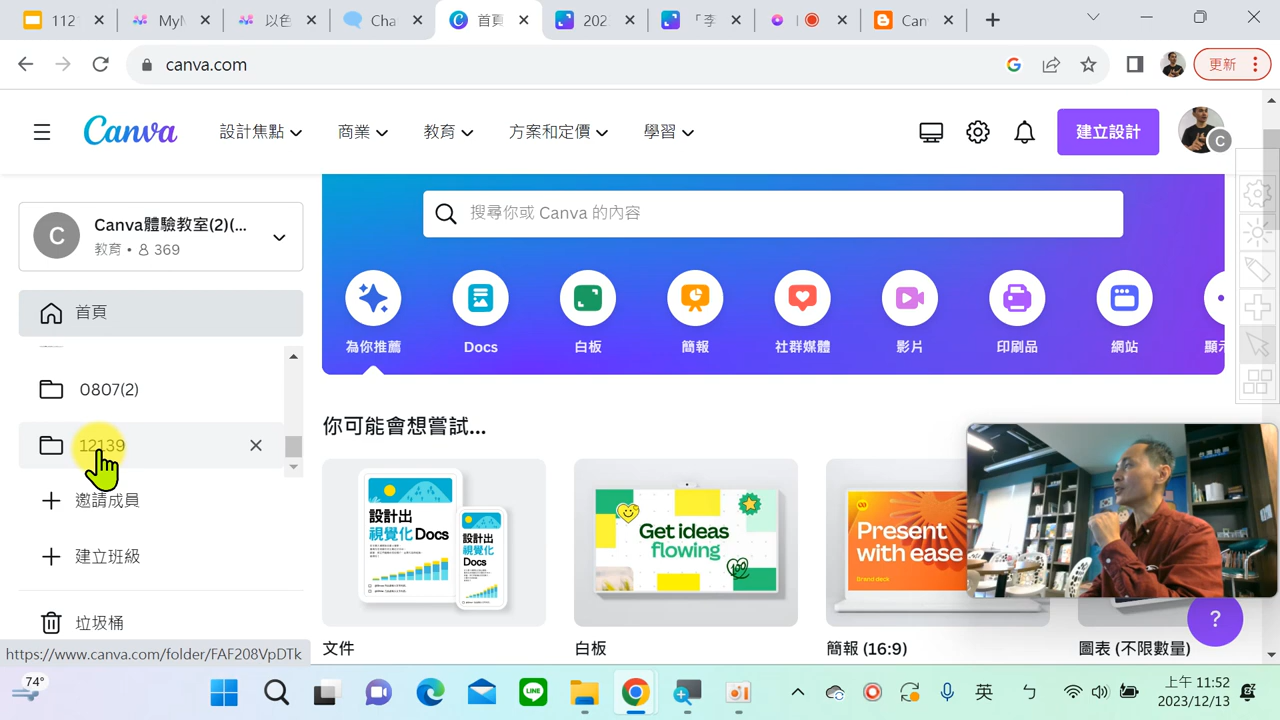 112
MyM
以色
Cha
首頁
202
「李
Can
canva.com
更新
Canva
設計焦點
商業
教育
方案和定價
學習
建立設計
C
C
Canva體驗教室(2)(...
教育 • 369
搜尋你或 Canva 的內容
首頁
為你推薦
Docs
白板
簡報
社群媒體
影片
印刷品
網站
顯示
0807(2)
12139
邀請成員
建立班級
垃圾桶
你可能會想嘗試...
設計出
視覺化Docs
設計出
視覺化
Docs
Get ideas
flowing
Present
with ease
Brand deck
文件
白板
簡報 (16:9)
圖表 (不限數量)
?
https://www.canva.com/folder/FAF208VpDTk
74°
LINE
英
ㄅ
上午 11:52
2023/12/13